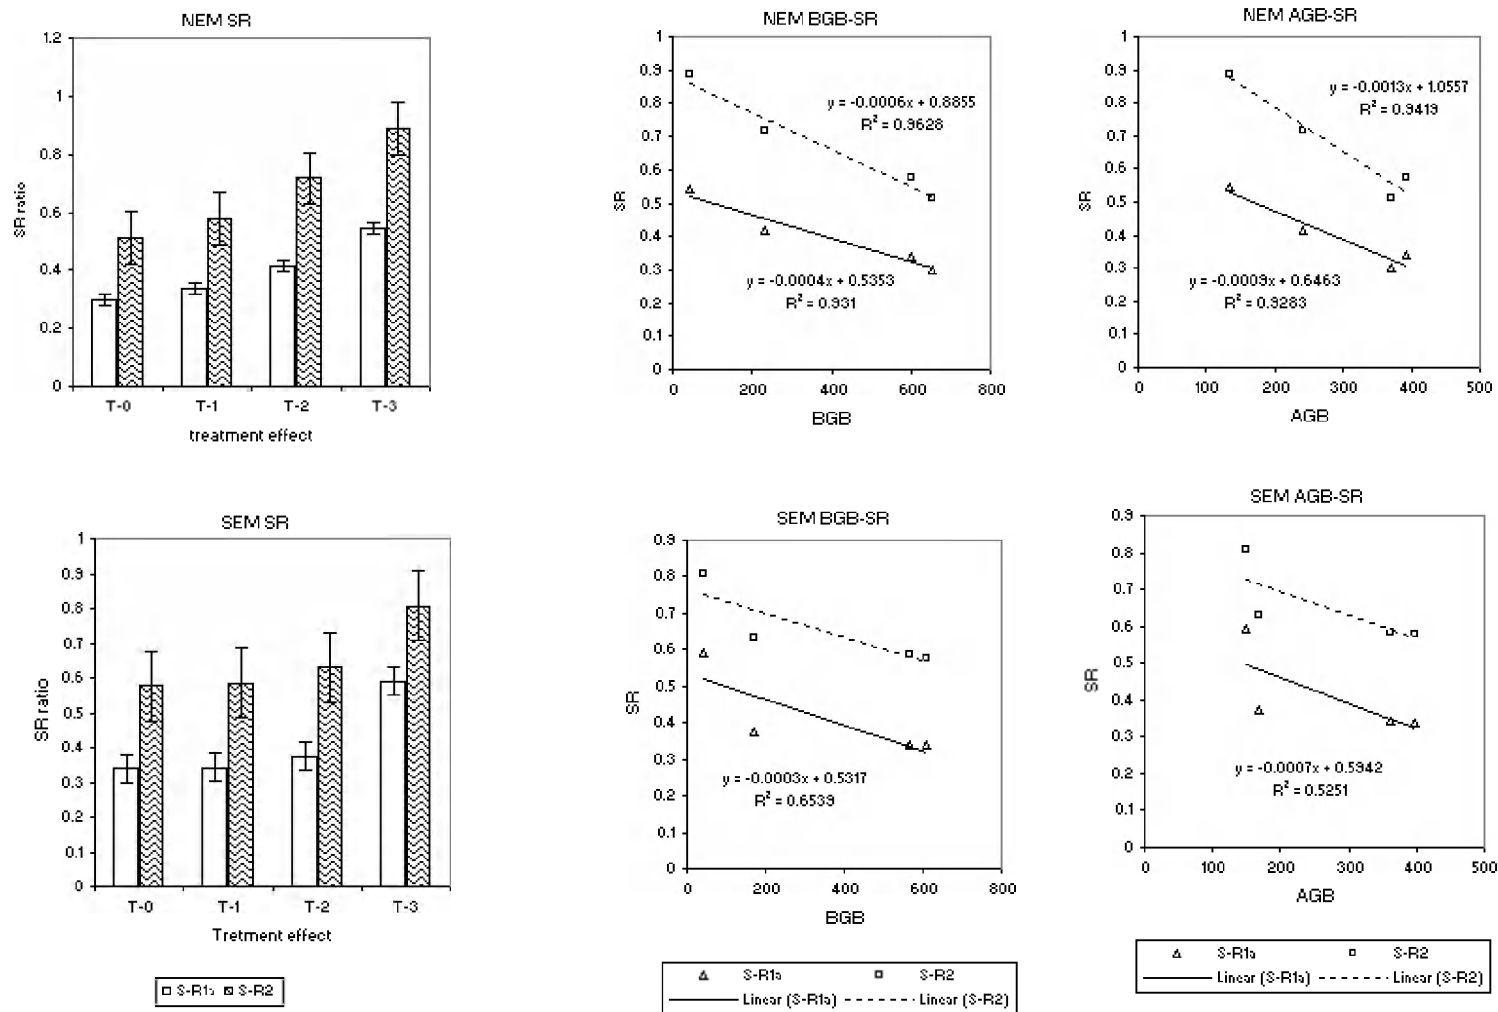 NEM SR
1.2
1
0.8
0.6
0.4
0.2
0
SR ratio
T-0 T-1 T-2 T-3
treatment effect
NEM BGB-SR
1
0.9
0.8
0.7
0.6
0.5
0.4
0.3
0.2
0.1
0
SR
y = -0.0006x + 0.8855
R² = 0.9628
y = -0.0004x + 0.5353
R² = 0.931
0 200 400 600 800
BGB
NEM AGB-SR
1
0.9
0.8
0.7
0.6
0.5
0.4
0.3
0.2
0.1
0
SR
y = -0.0013x + 1.0557
R² = 0.9419
y = -0.0009x + 0.6463
R² = 0.9283
0 100 200 300 400 500
AGB
SEM SR
1
0.9
0.8
0.7
0.6
0.5
0.4
0.3
0.2
0.1
0
SR ratio
T-0 T-1 T-2 T-3
Tretment effect
S-R1a S-R2
SEM BGB-SR
0.9
0.8
0.7
0.6
0.5
0.4
0.3
0.2
0.1
0
SR
y = -0.0003x + 0.5317
R² = 0.6539
0 200 400 600 800
BGB
S-R1a S-R2
Linear (S-R1a) Linear (S-R2)
SEM AGB-SR
0.9
0.8
0.7
0.6
0.5
0.4
0.3
0.2
0.1
0
SR
y = -0.0007x + 0.5942
R² = 0.5251
0 100 200 300 400 500
AGB
S-R1a S-R2
Linear (S-R1a) Linear (S-R2)